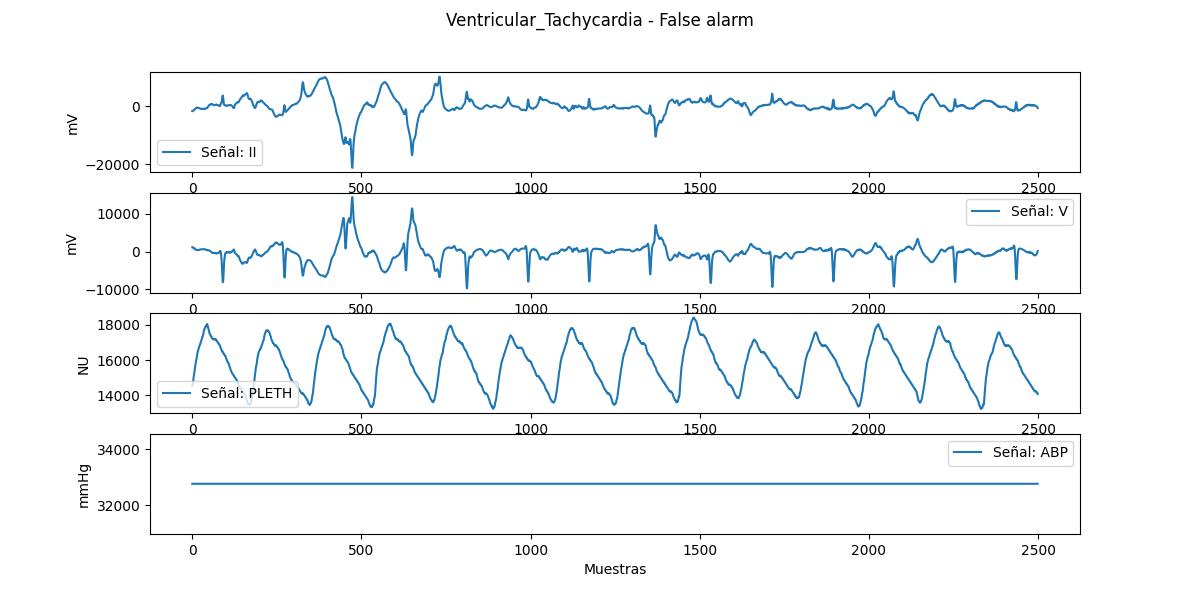 Ventricular_Tachycardia - False alarm
0
−20000
mV
Señal: II
0 500 1000 1500 2000 2500
10000
0
−10000
mV
Señal: V
0 500 1000 1500 2000 2500
18000
16000
14000
NU
Señal: PLETH
0 500 1000 1500 2000 2500
34000
32000
mmHg
Señal: ABP
0 500 1000 1500 2000 2500
Muestras